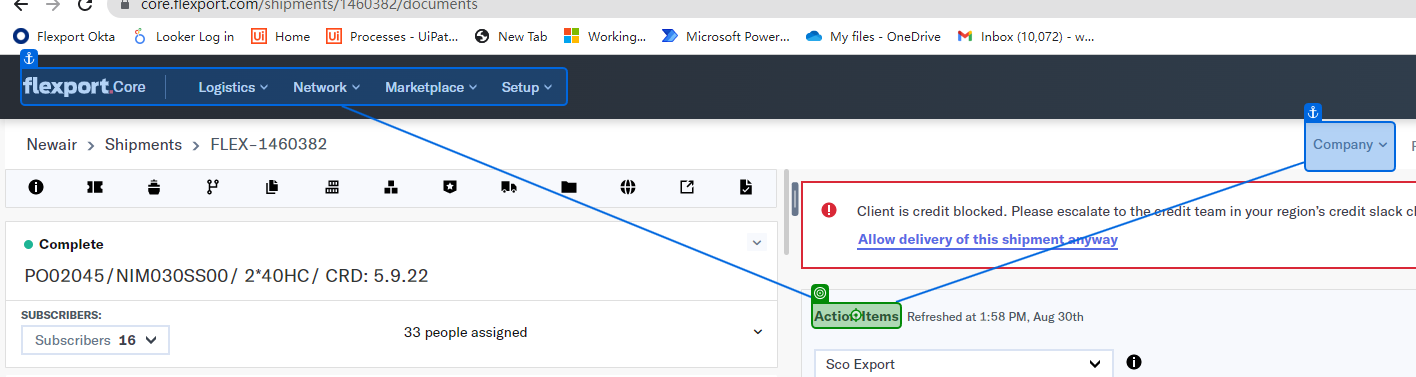 core.flexport.com/shipments/1460382/documents
Flexport Okta Looker Log in Ui Home Ui Processes - UiPat... New Tab Working... Microsoft Power... My files - OneDrive Inbox (10,072) - w...
flexport.Core Logistics Network Marketplace Setup
Newair > Shipments > FLEX-1460382
Company
Complete
PO02045/NIM030SS00/ 2*40HC/ CRD: 5.9.22
SUBSCRIBERS:
Subscribers 16
33 people assigned
Client is credit blocked. Please escalate to the credit team in your region's credit slack
Allow delivery of this shipment anyway
Action Items Refreshed at 1:58 PM, Aug 30th
Sco Export